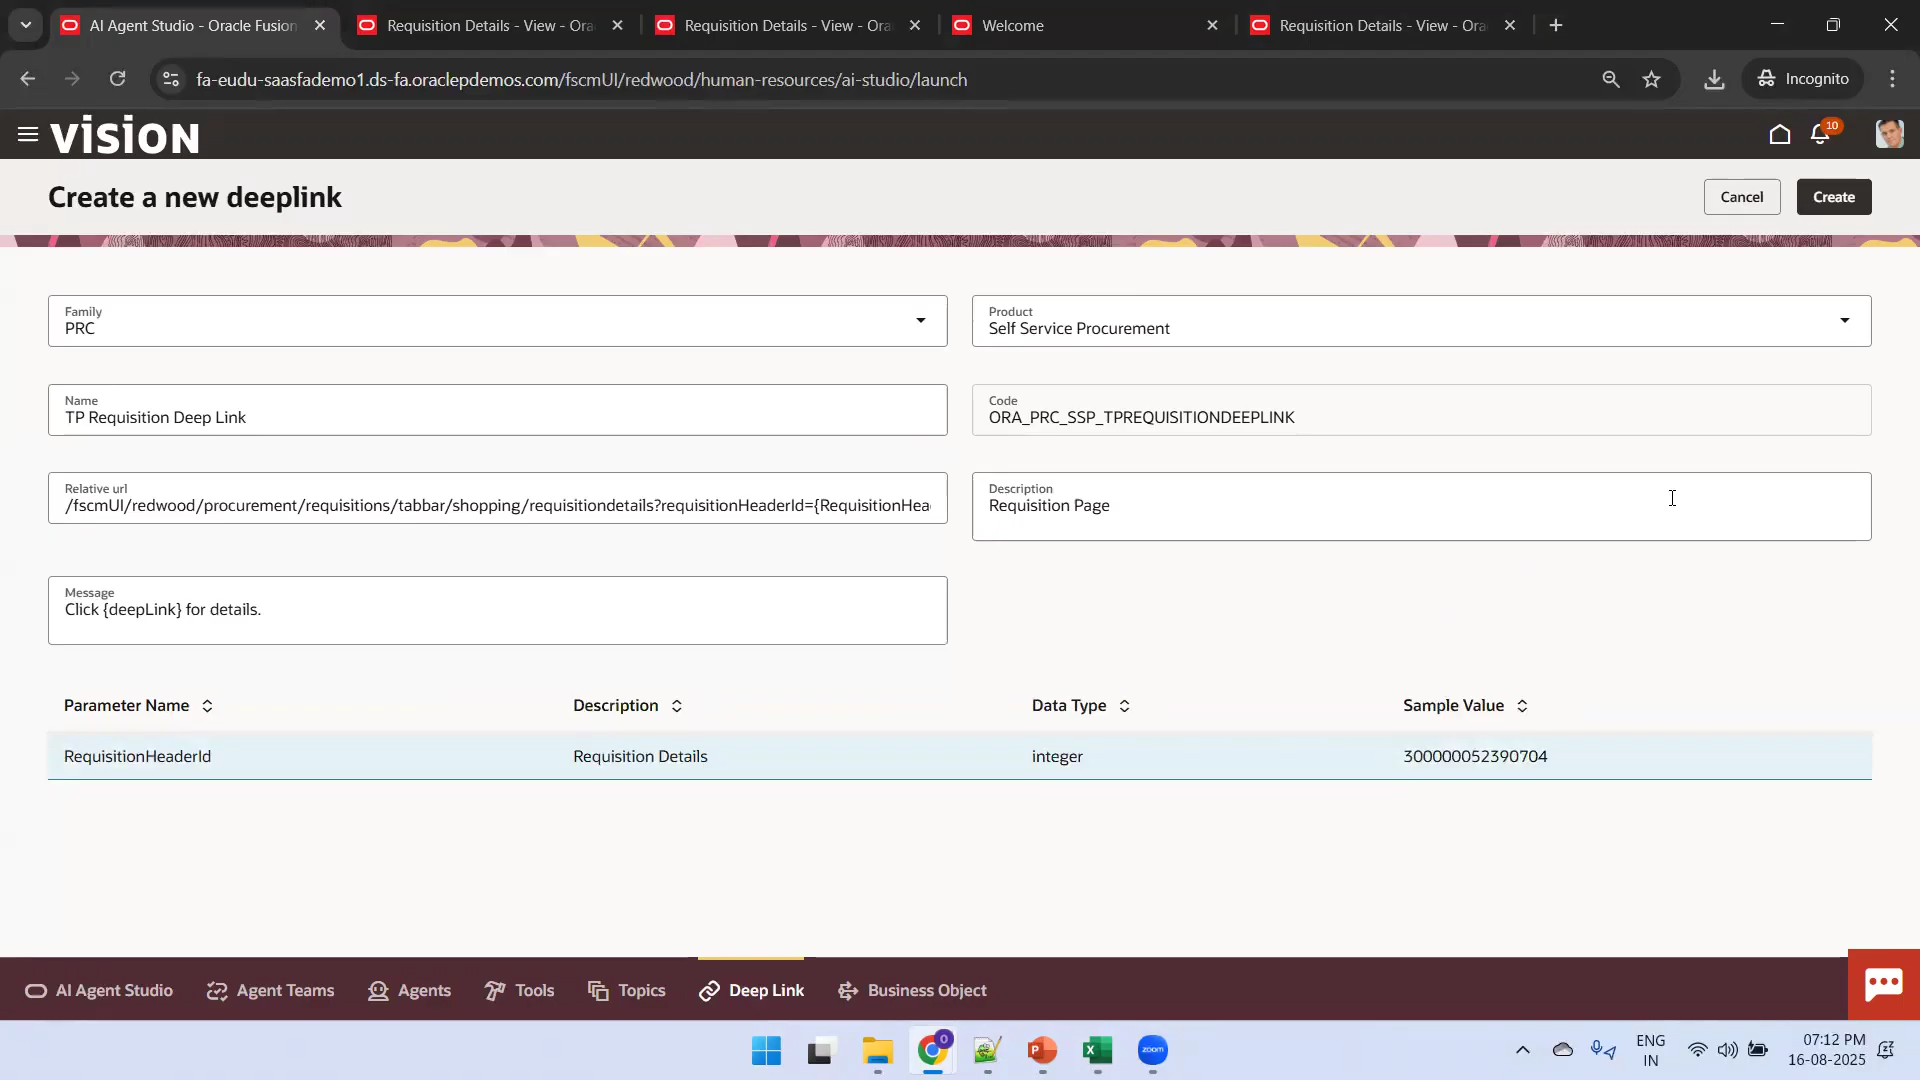 AI Agent Studio - Oracle Fusion
Requisition Details - View - Ora
Requisition Details - View - Ora
Welcome
Requisition Details - View - Ora
fa-eudu-saasfademo1.ds-fa.oraclepdemos.com/fscmUI/redwood/human-resources/ai-studio/launch
Incognito
vision
10
Create a new deeplink
Cancel
Create
Family
PRC
Product
Self Service Procurement
Name
TP Requisition Deep Link
Code
ORA_PRC_SSP_TPREQUISITIONDEEPLINK
Relative url
/fscmUI/redwood/procurement/requisitions/tabbar/shopping/requisitiondetails?requisitionHeaderId={RequisitionHea
Description
Requisition Page
Message
Click {deepLink} for details.
Parameter Name Description Data Type Sample Value
RequisitionHeaderId Requisition Details integer 300000052390704
AI Agent Studio Agent Teams Agents Tools Topics Deep Link Business Object
0
zoom
ENG
IN
07:12 PM
16-08-2025